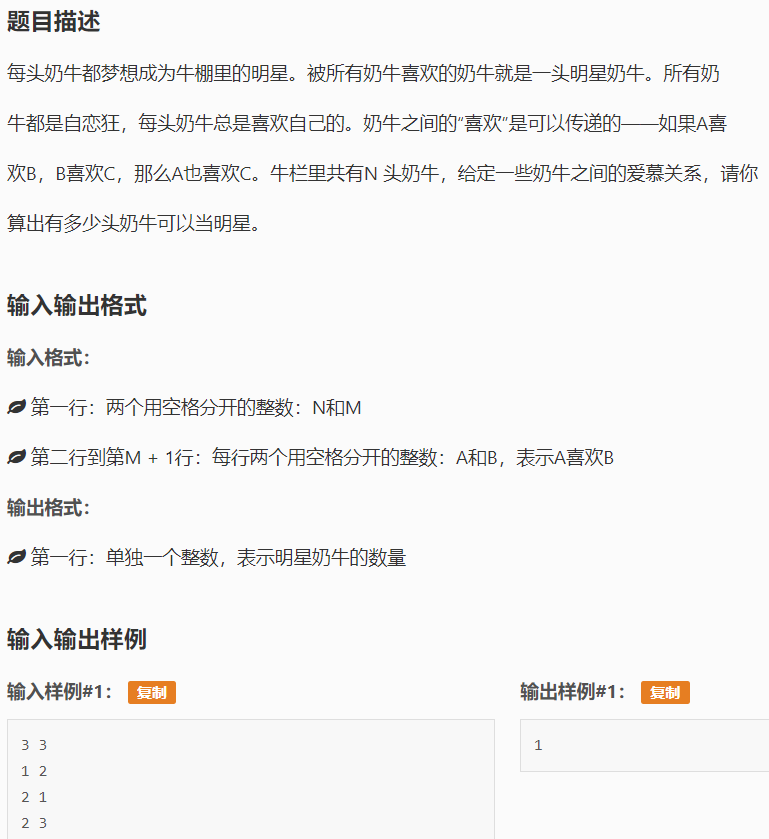 题目描述
每头奶牛都梦想成为牛棚里的明星。被所有奶牛喜欢的奶牛就是一头明星奶牛。所有奶
牛都是自恋狂，每头奶牛总是喜欢自己的。奶牛之间的“喜欢”是可以传递的——如果A喜
欢B，B喜欢C，那么A也喜欢C。牛栏里共有N 头奶牛，给定一些奶牛之间的爱慕关系，请你
算出有多少头奶牛可以当明星。
输入输出格式
输入格式：
第一行：两个用空格分开的整数：N和M
第二行到第M + 1行：每行两个用空格分开的整数：A和B，表示A喜欢B
输出格式：
第一行：单独一个整数，表示明星奶牛的数量
输入输出样例
输入样例#1： 复制
3 3
1 2
2 1
2 3
输出样例#1： 复制
1